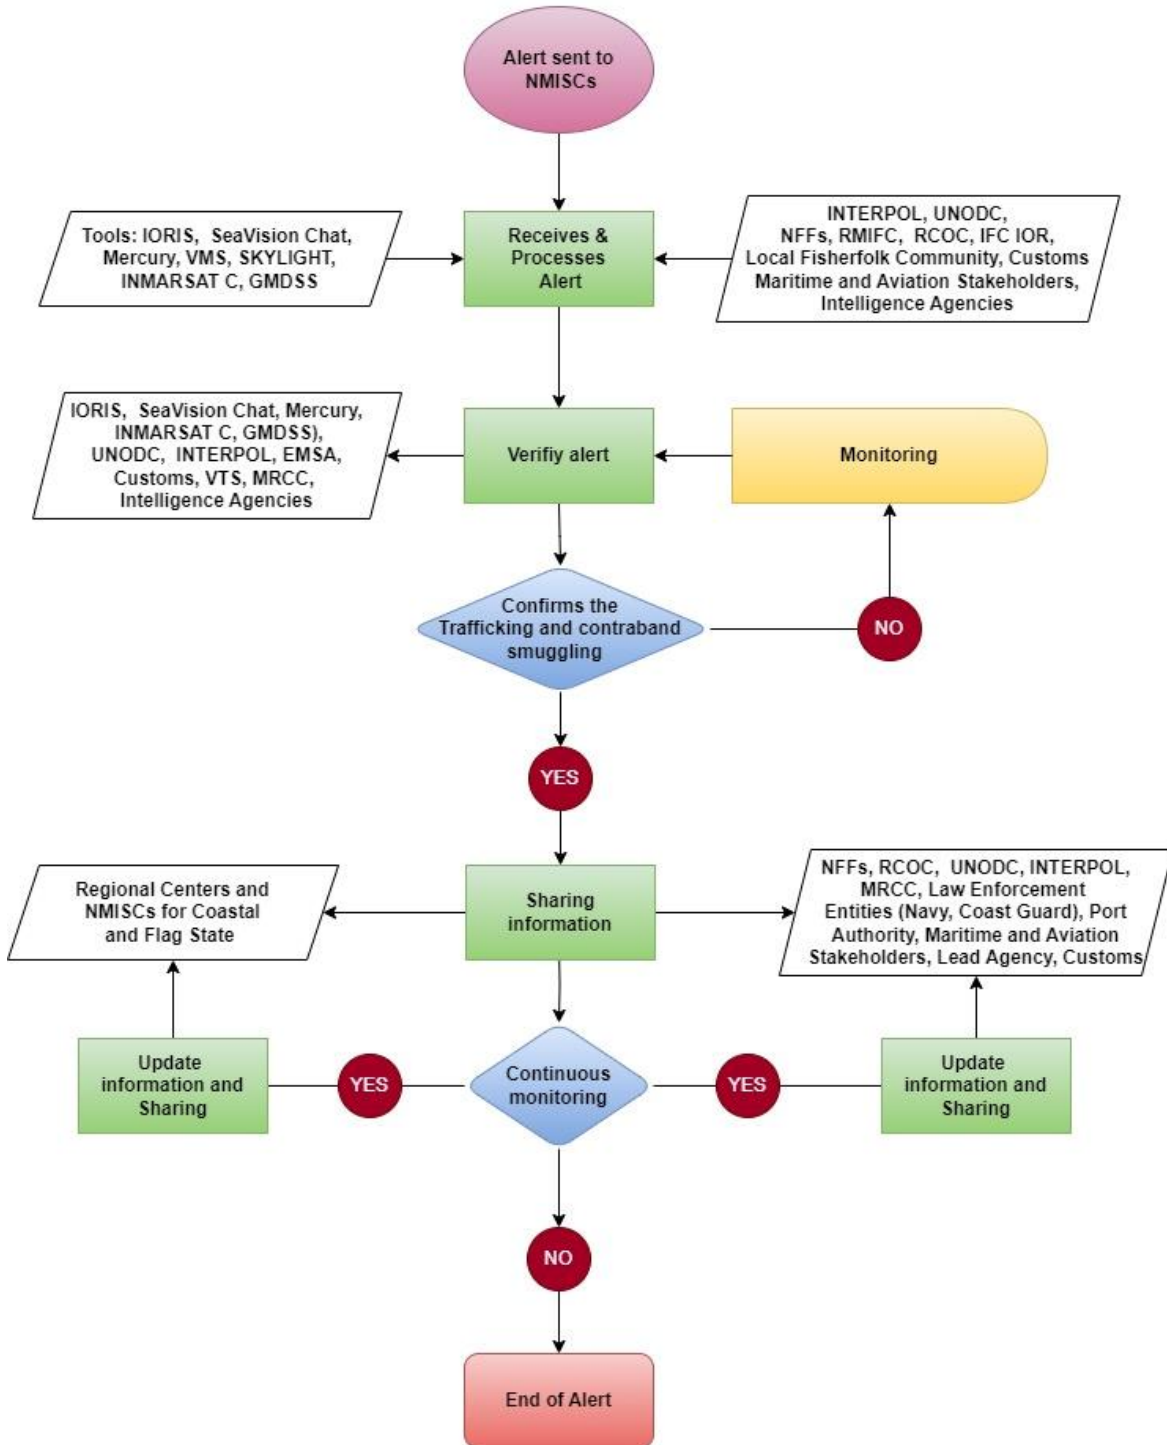 Alert sent to
NMISCs
Tools: IORIS, SeaVision Chat,
Mercury, VMS, SKYLIGHT,
INMARSAT C, GMDSS
Receives &
Processes
Alert
INTERPOL, UNODC,
NFFs, RMIFC, RCOC, IFC IOR,
Local Fisherfolk Community, Customs
Maritime and Aviation Stakeholders,
Intelligence Agencies
IORIS, SeaVision Chat, Mercury,
INMARSAT C, GMDSS),
UNODC, INTERPOL, EMSA,
Customs, VTS, MRCC,
Intelligence Agencies
Verifiy alert
Monitoring
Confirms the
Trafficking and contraband
smuggling
NO
YES
Regional Centers and
NMISCs for Coastal
and Flag State
Sharing
information
NFFs, RCOC, UNODC, INTERPOL,
MRCC, Law Enforcement
Entities (Navy, Coast Guard), Port
Authority, Maritime and Aviation
Stakeholders, Lead Agency, Customs
Update
information and
Sharing
YES
Continuous
monitoring
YES
Update
information and
Sharing
NO
End of Alert